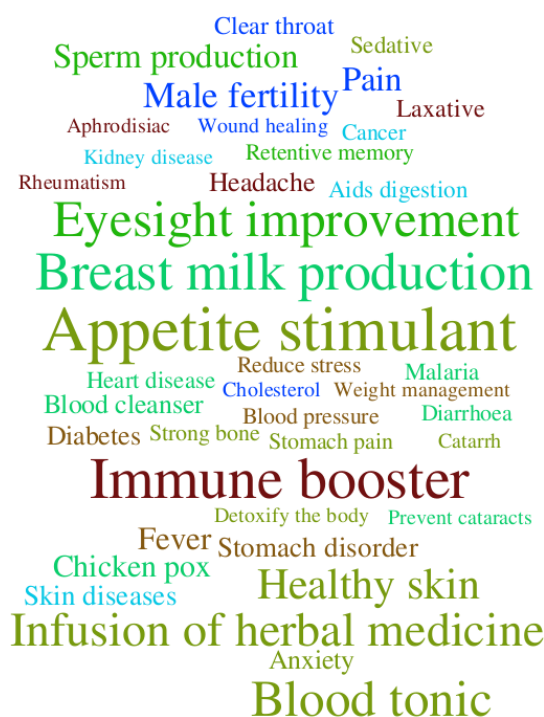 Clear throat
Sedative
Sperm production
Pain
Male fertility
Laxative
Aphrodisiac Wound healing Cancer
Kidney disease Retentive memory
Rheumatism Headache Aids digestion
Eyesight improvement
Breast milk production
Appetite stimulant
Reduce stress Malaria
Heart disease Cholesterol Weight management
Blood cleanser Blood pressure Diarrhoea
Diabetes Strong bone Stomach pain Catarrh
Immune booster
Detoxify the body Prevent cataracts
Fever Stomach disorder
Chicken pox Healthy skin
Skin diseases
Infusion of herbal medicine
Anxiety
Blood tonic